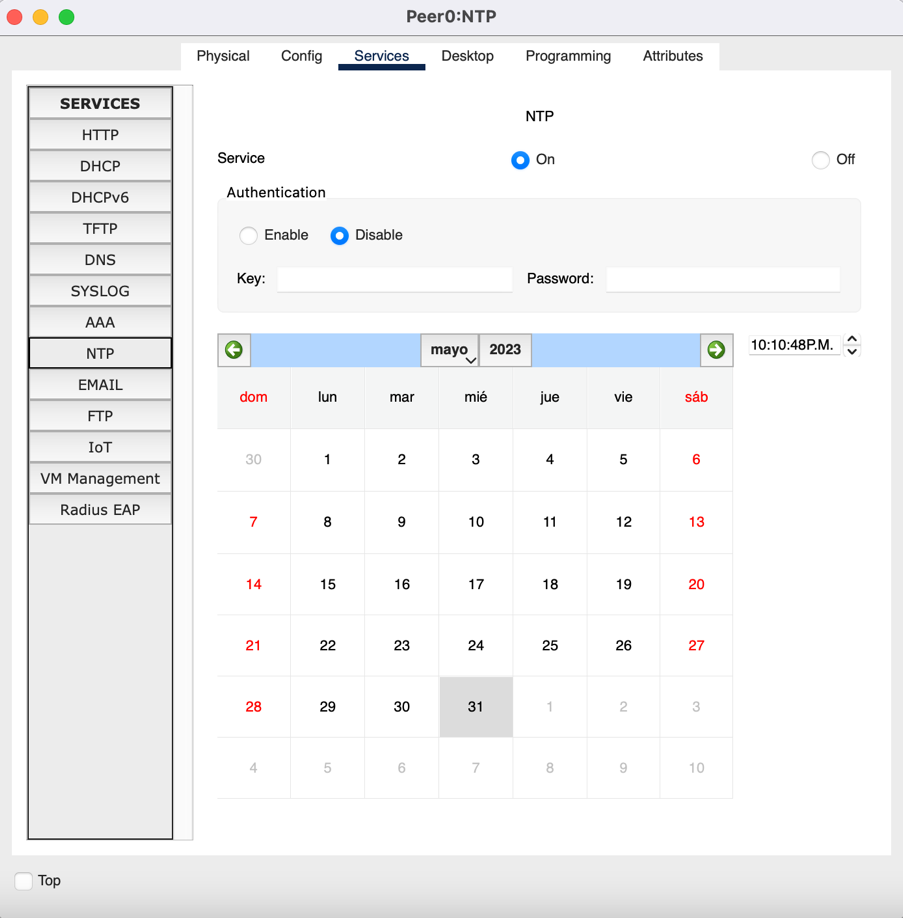 Peer0:NTP
Physical Config Services Desktop Programming Attributes
SERVICES
HTTP
DHCP
DHCPv6
TFTP
DNS
SYSLOG
AAA
NTP
EMAIL
FTP
IoT
VM Management
Radius EAP
NTP
Service On Off
Authentication
Enable Disable
Key: Password:
mayo 2023 10:10:48P.M.
dom lun mar mié jue vie sáb
30 1 2 3 4 5 6
7 8 9 10 11 12 13
14 15 16 17 18 19 20
21 22 23 24 25 26 27
28 29 30 31 1 2 3
4 5 6 7 8 9 10
Top